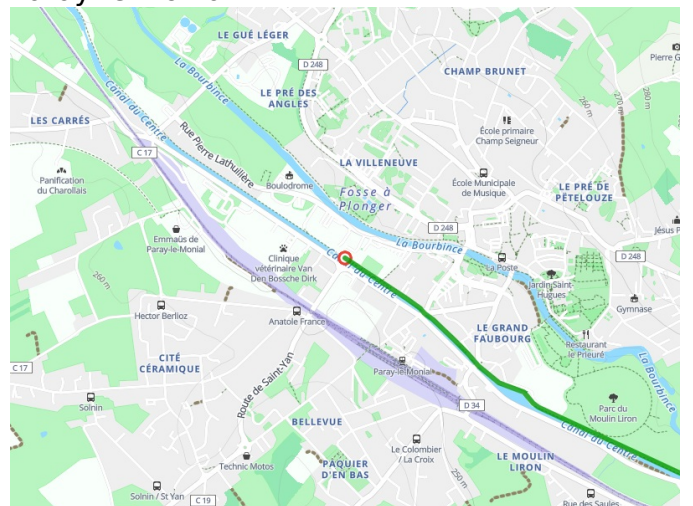 LE GUÉ LÉGER
D 248
La Bourbince
Canal du Centre
LE PRÉ DES
ANGLES
CHAMP BRUNET
Pierre G
260 m
270 m
280 m
LES CARRÉS
C 17
Rue Pierre Lathuilière
École primaire
Champ Seigneur
LA VILLENEUVE
Panification
du Charollais
Boulodrome
Fosse à
Plonger
École Municipale
de Musique
LE PRÉ DE
PÉTELOUZE
D 248
Jésus P
Emmaüs de
Paray-le-Monial
La Bourbince
D 248
Clinique
vétérinaire Van
Den Bossche Dirk
La Poste
Canal du Centre
260 m
Jardin Saint
Hugues
Hector Berlioz
Anatole France
Gymnase
LE GRAND
FAUBOURG
Restaurant
le Prieuré
CITÉ
CÉRAMIQUE
Paray-le-Monial
La Bourbince
C 17
Route de Saint-Yan
Solnin
D 34
Parc du
Moulin Liron
BELLEVUE
Canal du Centre
Le Colombier
/ La Croix
LE MOULIN
LIRON
Technic Motos
PÂQUIER
D'EN BAS
250 m
Solnin / St Yan
C 19
Rue des Saules